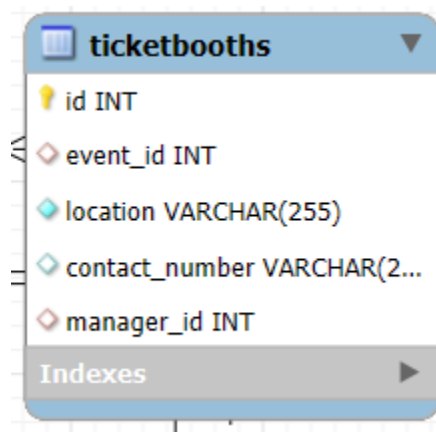 ticketbooths
id INT
event_id INT
location VARCHAR(255)
contact_number VARCHAR(2...
manager_id INT
Indexes